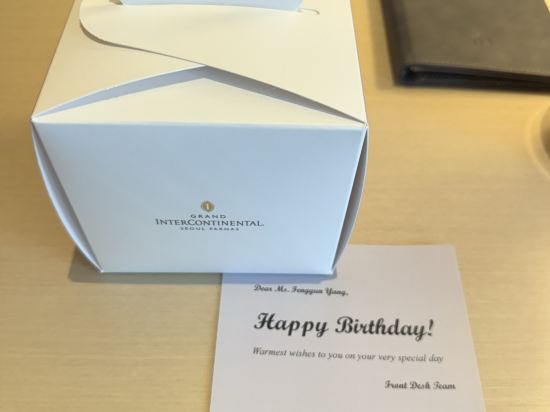 GRAND
INTERCONTINENTAL
SEOUL PARNAS
Dear Ms. Fengyun Yang,
Happy Birthday!
Warmest wishes to you on your very special day
Front Desk Team